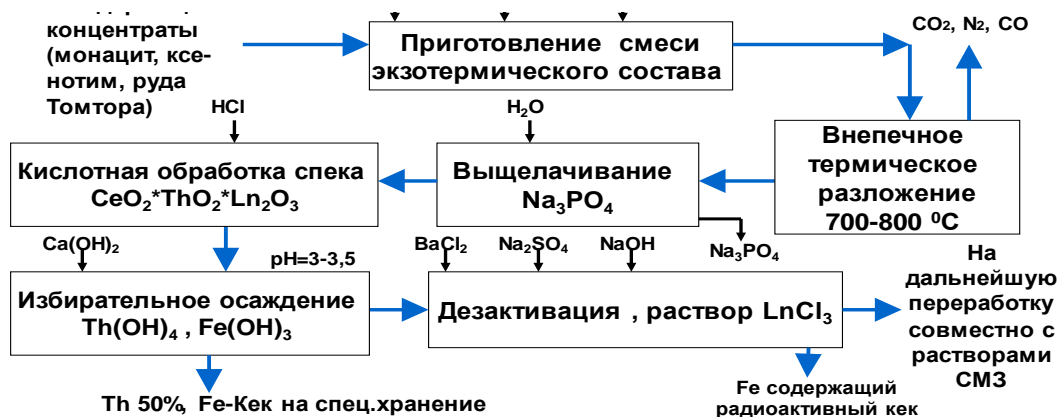 концентраты
(монацит, ксе-
нотим, руда
Томтора)
Приготовление смеси
экзотермического состава
CO₂, N₂, CO
HCl
H₂O
Внепечное
термическое
разложение
700-800 ⁰C
Кислотная обработка спека
CeO₂*ThO₂*Ln₂O₃
Выщелачивание
Na₃PO₄
Na₃PO₄
Ca(OH)₂
pH=3-3,5
BaCl₂
Na₂SO₄
NaOH
Избирательное осаждение
Th(OH)₄ , Fe(OH)₃
Дезактивация , раствор LnCl₃
На
дальнейшую
переработку
совместно с
растворами
СМЗ
Th 50%, Fe-Кек на спец.хранение
Fe содержащий
радиоактивный кек